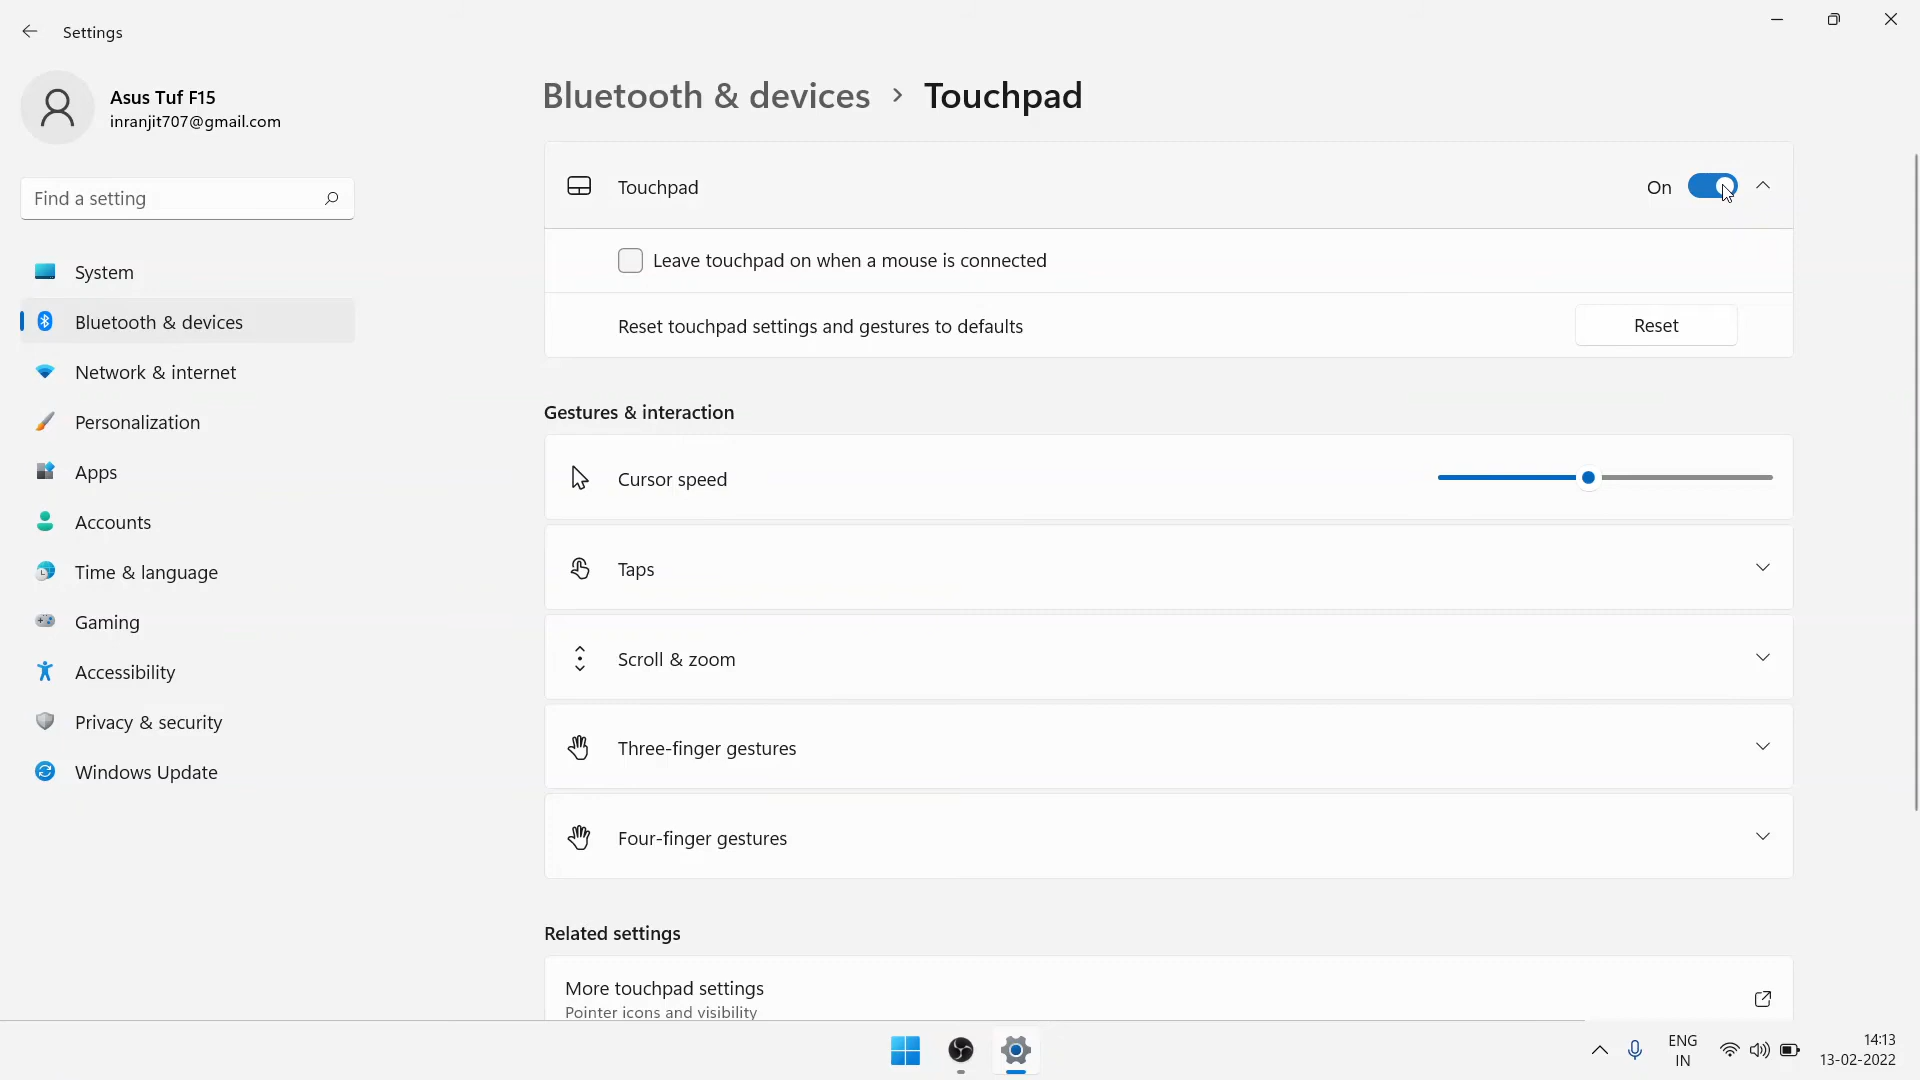 Settings
Asus Tuf F15
inranjit707@gmail.com
Find a setting
System
Bluetooth & devices
Network & internet
Personalization
Apps
Accounts
Time & language
Gaming
Accessibility
Privacy & security
Windows Update
Bluetooth & devices > Touchpad
Touchpad
On
Leave touchpad on when a mouse is connected
Reset touchpad settings and gestures to defaults
Reset
Gestures & interaction
Cursor speed
Taps
Scroll & zoom
Three-finger gestures
Four-finger gestures
Related settings
More touchpad settings
Pointer icons and visibility
ENG
IN
14:13
13-02-2022